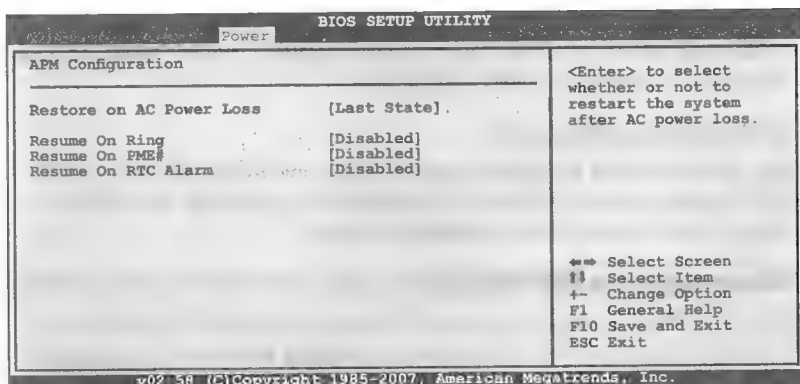 BIOS SETUP UTILITY
Power
APM Configuration
Restore on AC Power Loss [Last State].
Resume On Ring [Disabled]
Resume On PME# [Disabled]
Resume On RTC Alarm [Disabled]
<Enter> to select
whether or not to
restart the system
after AC power loss.
←→ Select Screen
↑↓ Select Item
+- Change Option
F1 General Help
F10 Save and Exit
ESC Exit
v02.58 (C)Copyright 1985-2007, American Megatrends, Inc.